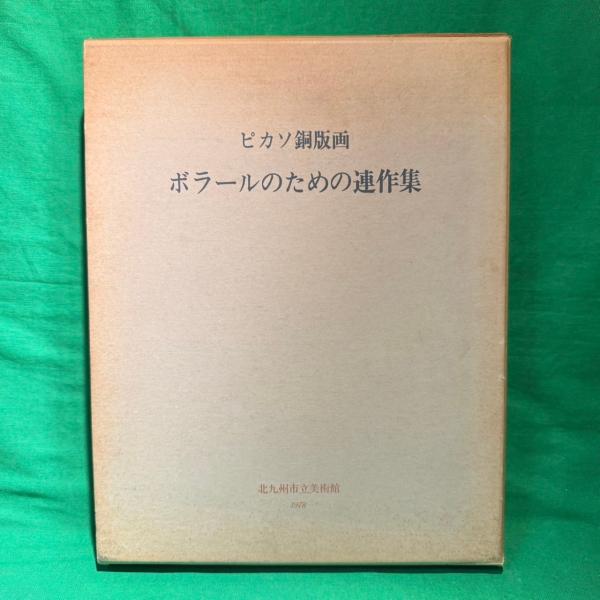 ピカソ銅版画
ボラールのための連作集
北九州市立美術館
1978